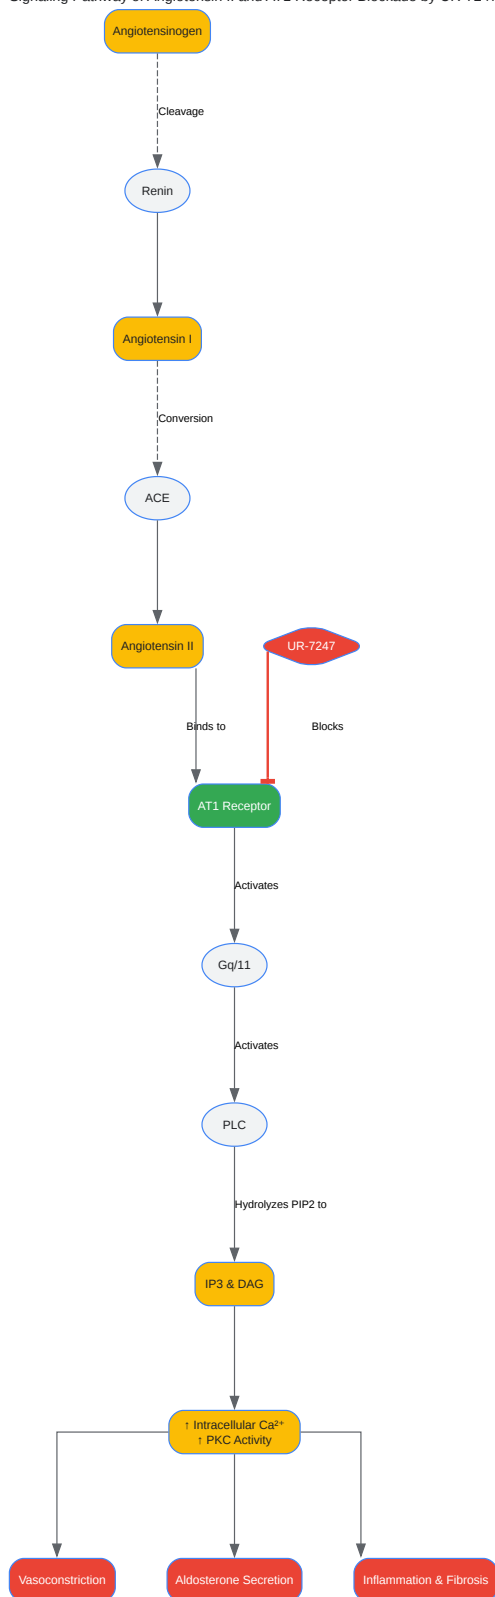 Angiotensinogen
Cleavage
Renin
Angiotensin I
Conversion
ACE
Angiotensin II
UR-7247
Binds to
Blocks
AT1 Receptor
Activates
Gq/11
Activates
PLC
Hydrolyzes PIP2 to
IP3 & DAG
↑ Intracellular Ca²⁺
↑ PKC Activity
Vasoconstriction
Aldosterone Secretion
Inflammation & Fibrosis